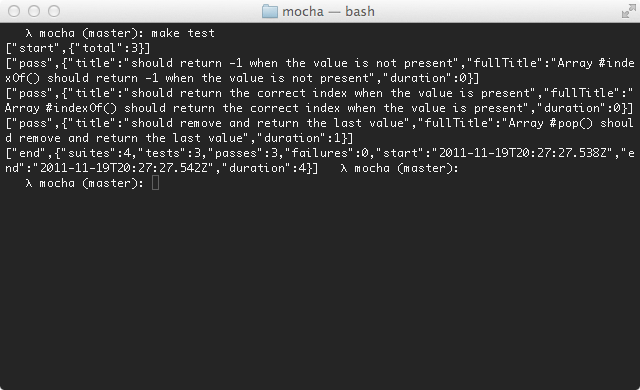 mocha — bash
λ mocha (master): make test
["start",{"total":3}]
["pass",{"title":"should return -1 when the value is not present","fullTitle":"Array #inde
xOf() should return -1 when the value is not present","duration":0}]
["pass",{"title":"should return the correct index when the value is present","fullTitle":"
Array #indexOf() should return the correct index when the value is present","duration":0}]
["pass",{"title":"should remove and return the last value","fullTitle":"Array #pop() shoul
d remove and return the last value","duration":1}]
["end",{"suites":4,"tests":3,"passes":3,"failures":0,"start":"2011-11-19T20:27:27.538Z","e
nd":"2011-11-19T20:27:27.542Z","duration":4}]   λ mocha (master):
λ mocha (master):